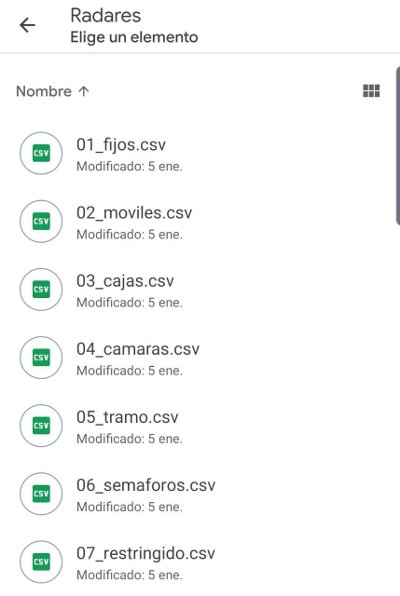 Radares
Elige un elemento
Nombre ↑
CSV 01_fijos.csv
Modificado: 5 ene.
CSV 02_moviles.csv
Modificado: 5 ene.
CSV 03_cajas.csv
Modificado: 5 ene.
CSV 04_camaras.csv
Modificado: 5 ene.
CSV 05_tramo.csv
Modificado: 5 ene.
CSV 06_semaforos.csv
Modificado: 5 ene.
CSV 07_restringido.csv
Modificado: 5 ene.